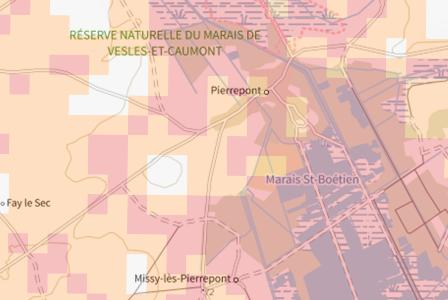 RÉSERVE NATURELLE DU MARAIS DE
VESLES-ET-CAUMONT
Pierrepont
Marais St-Boëtien
Fay le Sec
Missy-lès-Pierrepont